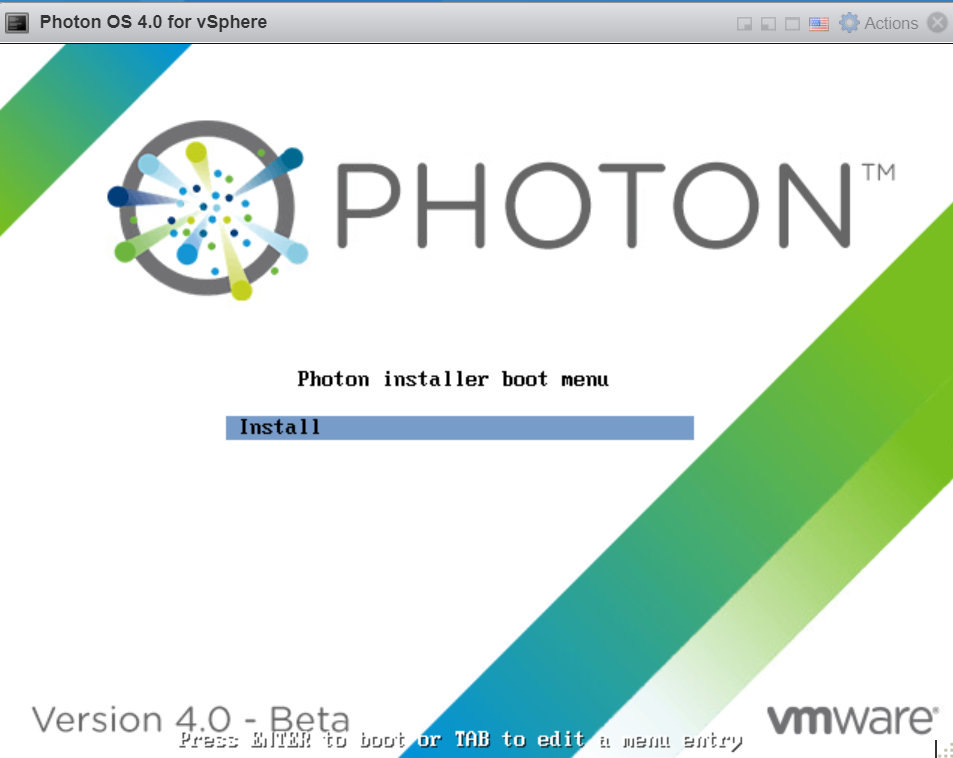 Photon OS 4.0 for vSphere
Actions
PHOTON™
Photon installer boot menu
Install
Version 4.0 - Beta
vmware®
Press ENTER to boot or TAB to edit a menu entry